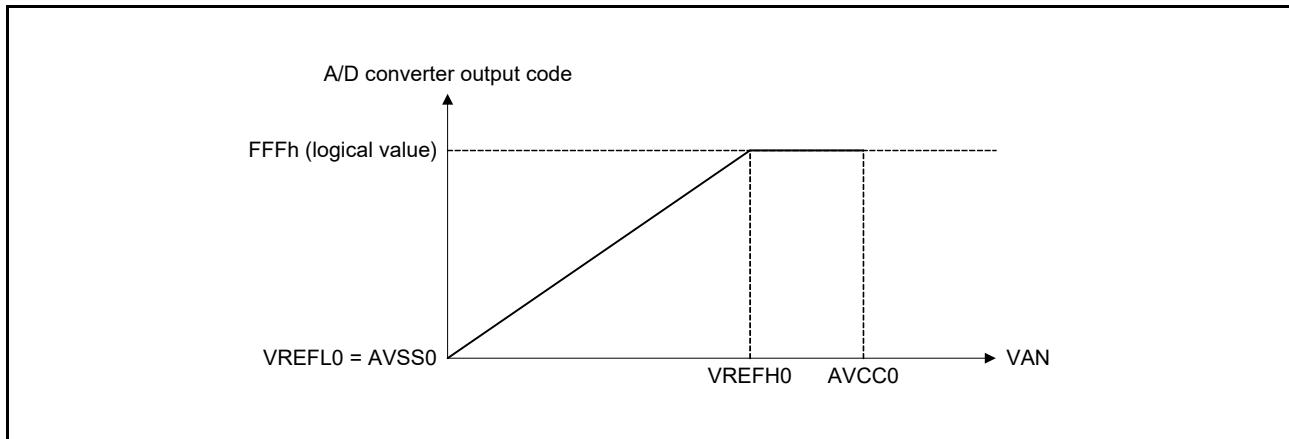 A/D converter output code
FFFh (logical value)
VREFL0 = AVSS0
VREFH0
AVCC0
VAN